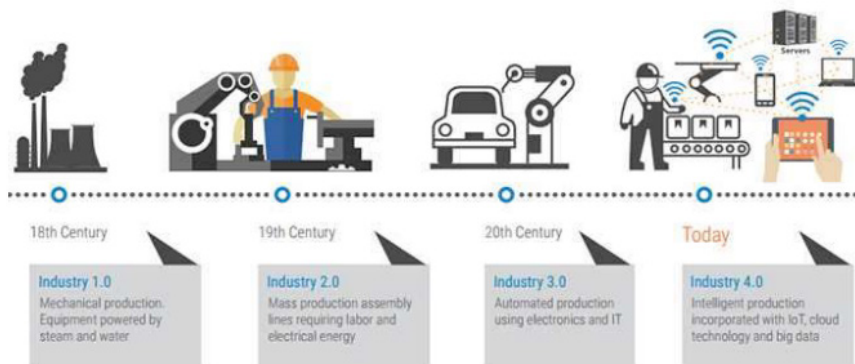 Servers
18th Century
Industry 1.0
Mechanical production.
Equipment powered by
steam and water
19th Century
Industry 2.0
Mass production assembly
lines requiring labor and
electrical energy
20th Century
Industry 3.0
Automated production
using electronics and IT
Today
Industry 4.0
Intelligent production
incorporated with IoT, cloud
technology and big data